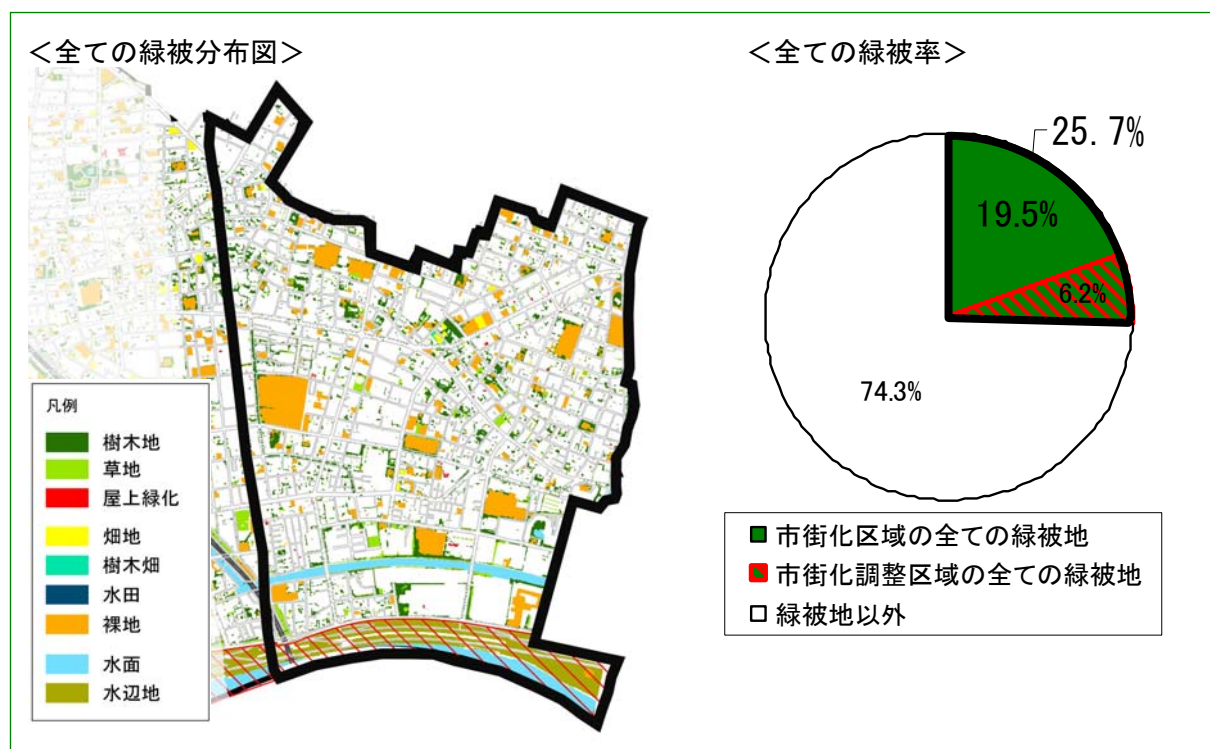 ＜全ての緑被分布図＞
凡例
樹木地
草地
屋上緑化
畑地
樹木畑
水田
裸地
水面
水辺地
＜全ての緑被率＞
25.7%
19.5%
6.2%
74.3%
市街化区域の全ての緑被地
市街化調整区域の全ての緑被地
緑被地以外